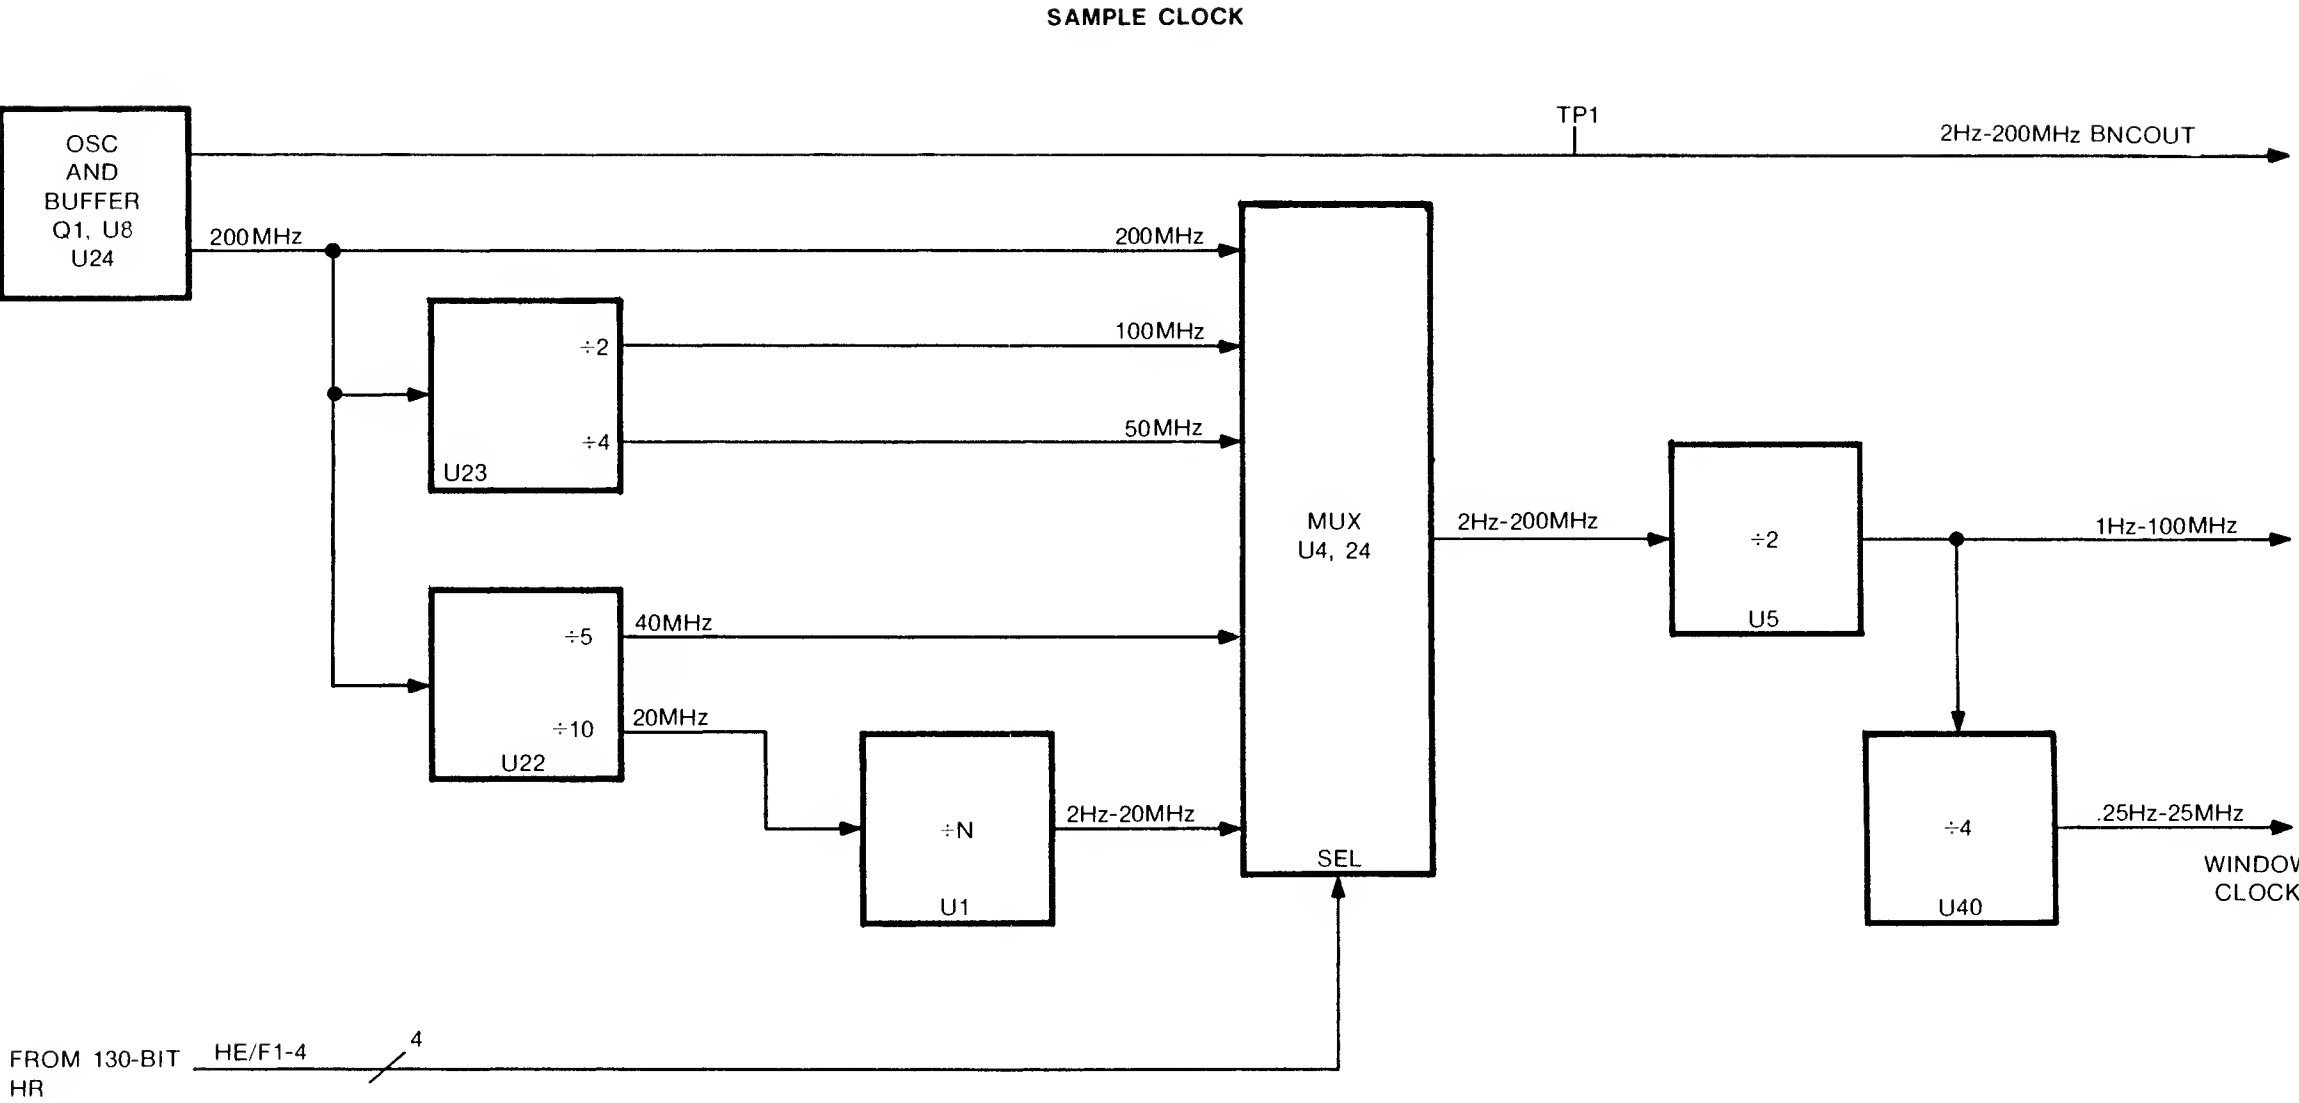 SAMPLE CLOCK
TP1
2Hz-200MHz BNCOUT
OSC
AND
BUFFER
Q1, U8
U24
200MHz
200MHz
÷2
100MHz
÷4
50MHz
U23
MUX
U4, 24
2Hz-200MHz
÷2
U5
1Hz-100MHz
÷5
40MHz
÷10
20MHz
U22
÷N
U1
2Hz-20MHz
SEL
÷4
U40
.25Hz-25MHz
WINDOW
CLOCK
FROM 130-BIT
HR
HE/F1-4
4